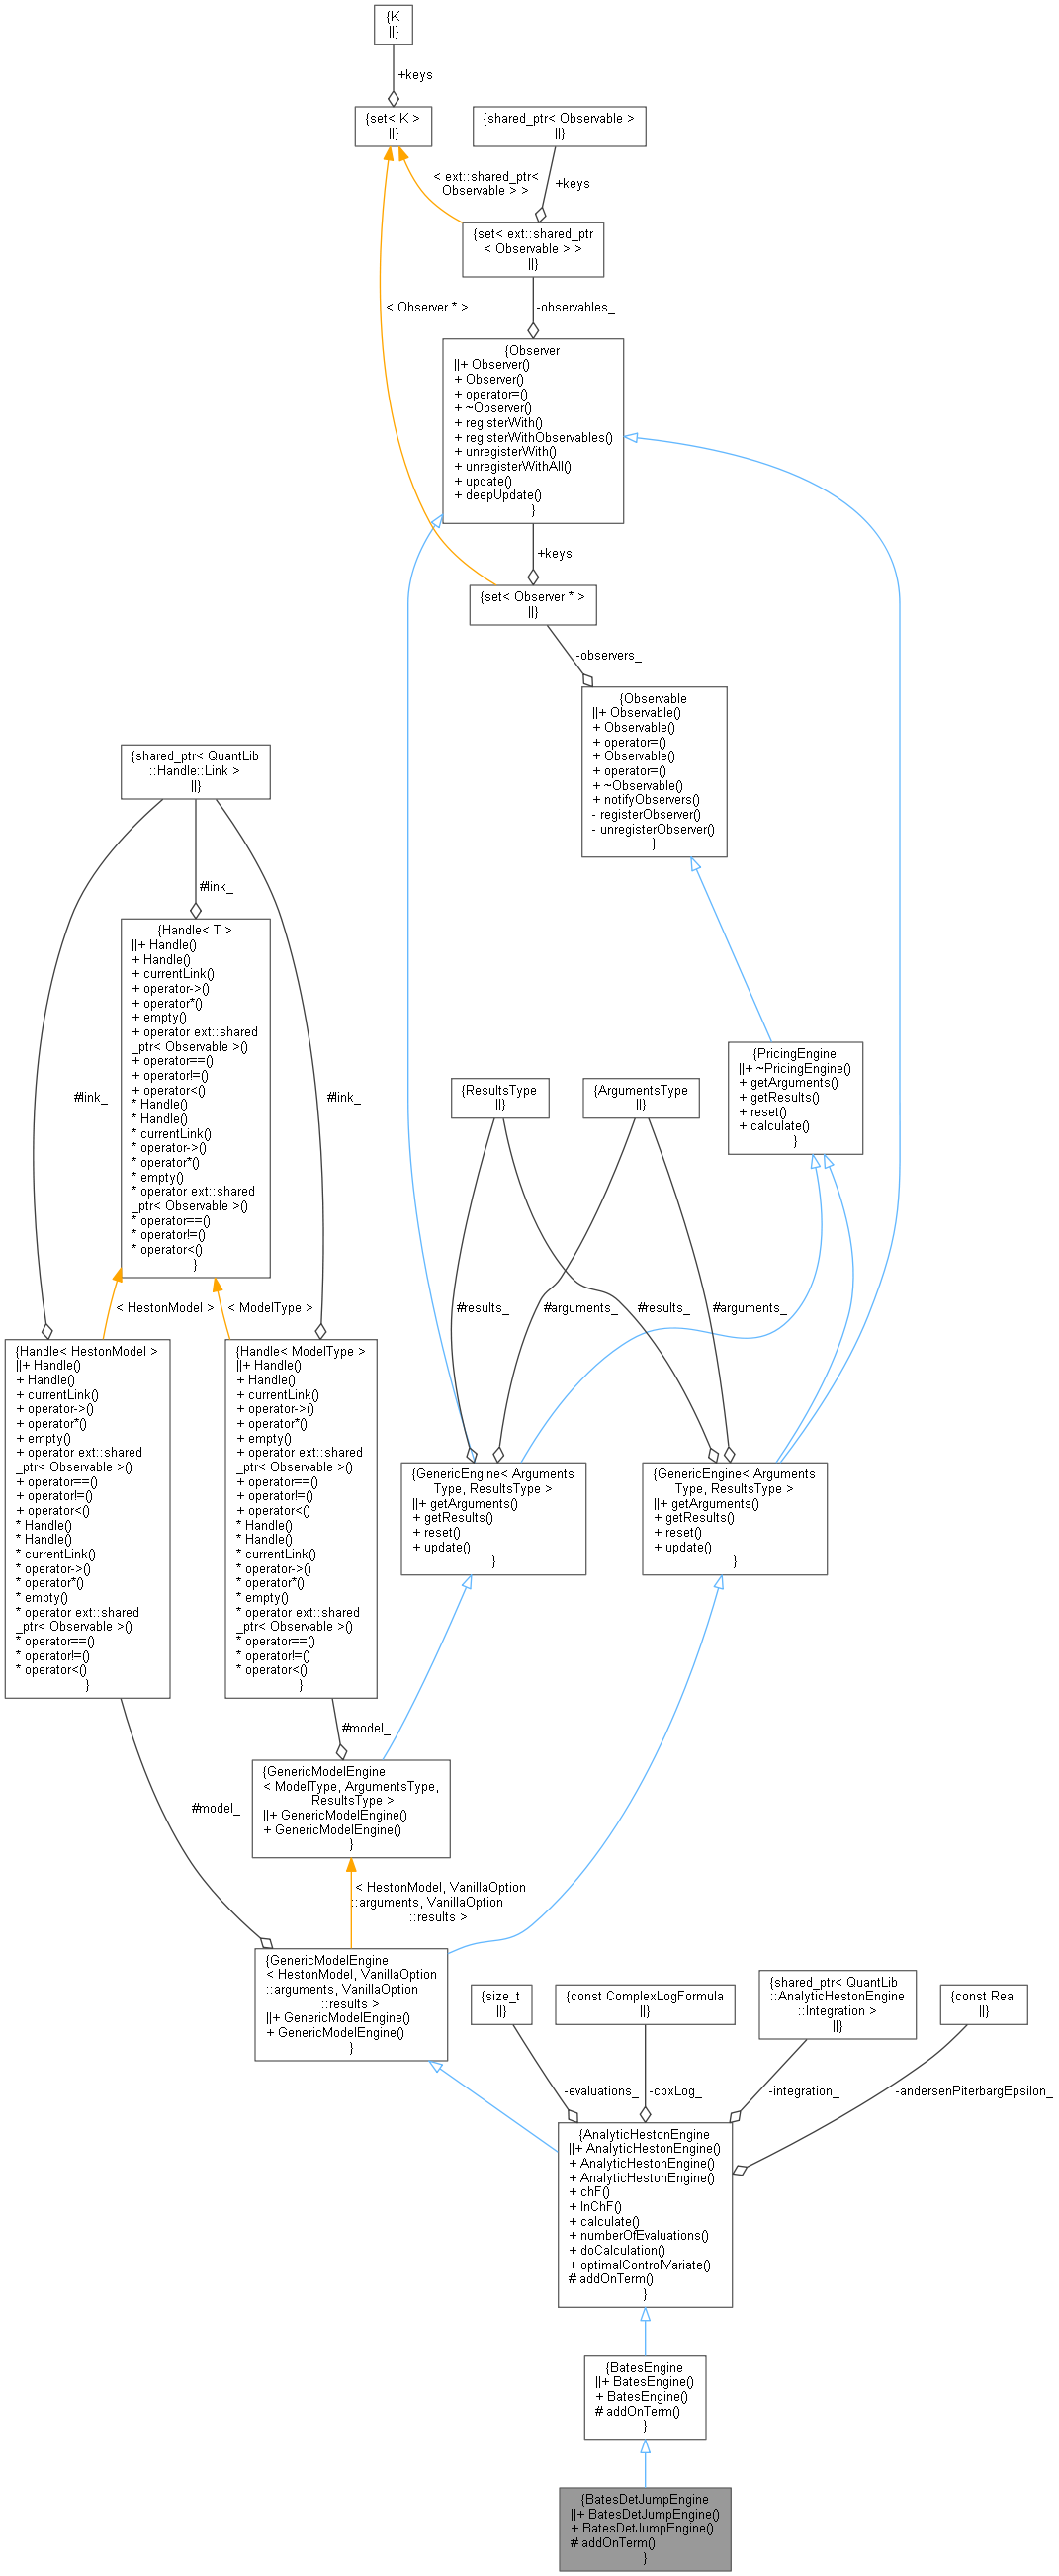 {K
||}
+keys
{set< K >
||}
{shared_ptr< Observable >
||}
< ext::shared_ptr<
Observable > >
+keys
{set< ext::shared_ptr
< Observable > >
||}
< Observer * >
-observables_
{Observer
||+ Observer()
+ Observer()
+ operator=()
+ ~Observer()
+ registerWith()
+ registerWithObservables()
+ unregisterWith()
+ unregisterWithAll()
+ update()
+ deepUpdate()
}
+keys
{set< Observer * >
||}
-observers_
{Observable
||+ Observable()
+ Observable()
+ operator=()
+ Observable()
+ operator=()
+ ~Observable()
+ notifyObservers()
- registerObserver()
- unregisterObserver()
}
{shared_ptr< QuantLib
::Handle::Link >
||}
#link_
{Handle< T >
||+ Handle()
+ Handle()
+ currentLink()
+ operator->()
+ operator*()
+ empty()
+ operator ext::shared
_ptr< Observable >()
+ operator==()
+ operator!=()
+ operator<()
* Handle()
* Handle()
* currentLink()
* operator->()
* operator*()
* empty()
* operator ext::shared
_ptr< Observable >()
* operator==()
* operator!=()
* operator<()
}
#link_
#link_
{ResultsType
||}
{ArgumentsType
||}
{PricingEngine
||+ ~PricingEngine()
+ getArguments()
+ getResults()
+ reset()
+ calculate()
}
< HestonModel >
< ModelType >
#results_
#arguments_
#results_
#arguments_
{Handle< HestonModel >
||+ Handle()
+ Handle()
+ currentLink()
+ operator->()
+ operator*()
+ empty()
+ operator ext::shared
_ptr< Observable >()
+ operator==()
+ operator!=()
+ operator<()
* Handle()
* Handle()
* currentLink()
* operator->()
* operator*()
* empty()
* operator ext::shared
_ptr< Observable >()
* operator==()
* operator!=()
* operator<()
}
{Handle< ModelType >
||+ Handle()
+ Handle()
+ currentLink()
+ operator->()
+ operator*()
+ empty()
+ operator ext::shared
_ptr< Observable >()
+ operator==()
+ operator!=()
+ operator<()
* Handle()
* Handle()
* currentLink()
* operator->()
* operator*()
* empty()
* operator ext::shared
_ptr< Observable >()
* operator==()
* operator!=()
* operator<()
}
{GenericEngine< Arguments
Type, ResultsType >
||+ getArguments()
+ getResults()
+ reset()
+ update()
}
{GenericEngine< Arguments
Type, ResultsType >
||+ getArguments()
+ getResults()
+ reset()
+ update()
}
#model_
#model_
{GenericModelEngine
< ModelType, ArgumentsType,
ResultsType >
||+ GenericModelEngine()
+ GenericModelEngine()
}
< HestonModel, VanillaOption
::arguments, VanillaOption
::results >
{GenericModelEngine
< HestonModel, VanillaOption
::arguments, VanillaOption
::results >
||+ GenericModelEngine()
+ GenericModelEngine()
}
{size_t
||}
{const ComplexLogFormula
||}
{shared_ptr< QuantLib
::AnalyticHestonEngine
::Integration >
||}
{const Real
||}
-evaluations_
-cpxLog_
-integration_
-andersenPiterbargEpsilon_
{AnalyticHestonEngine
||+ AnalyticHestonEngine()
+ AnalyticHestonEngine()
+ AnalyticHestonEngine()
+ chF()
+ lnChF()
+ calculate()
+ numberOfEvaluations()
+ doCalculation()
+ optimalControlVariate()
# addOnTerm()
}
{BatesEngine
||+ BatesEngine()
+ BatesEngine()
# addOnTerm()
}
{BatesDetJumpEngine
||+ BatesDetJumpEngine()
+ BatesDetJumpEngine()
# addOnTerm()
}